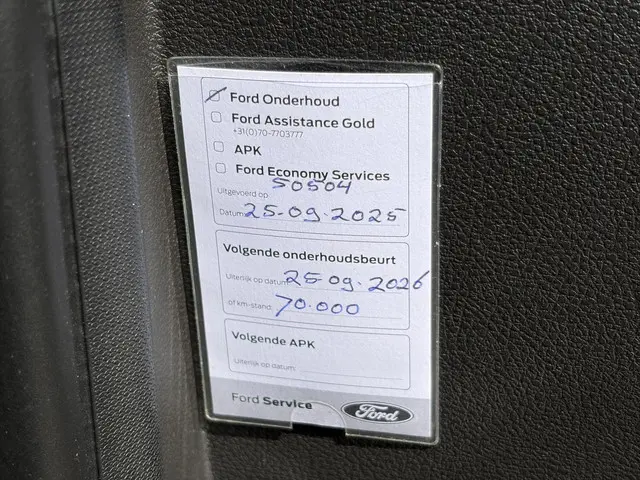 Ford Onderhoud
Ford Assistance Gold
+31(0)70-7703777
APK
Ford Economy Services
Uitgevoerd op: 50504
Datum: 25-09-2025
Volgende onderhoudsbeurt
Uiterlijk op datum: 25-09-2026
of km-stand: 70.000
Volgende APK
Uiterlijk op datum:
Ford Service
Ford